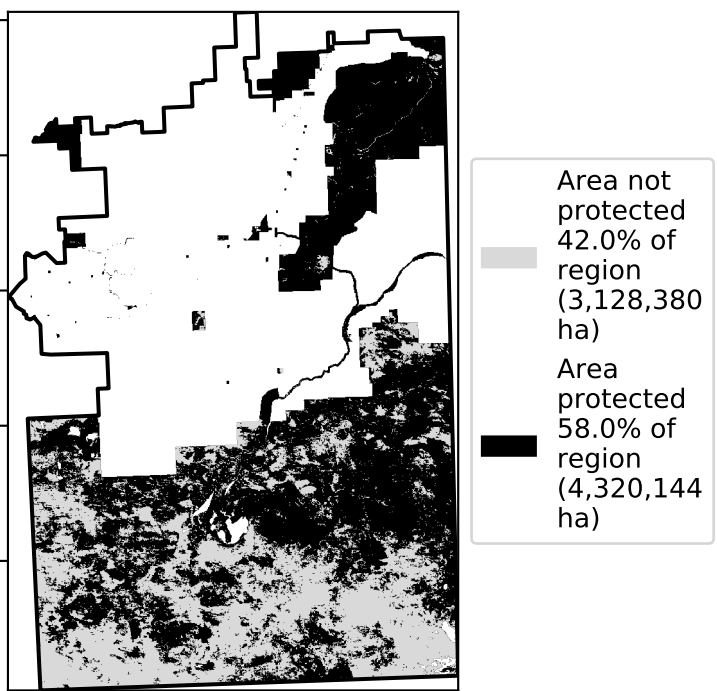 Area not
protected
42.0% of
region
(3,128,380
ha)
Area
protected
58.0% of
region
(4,320,144
ha)